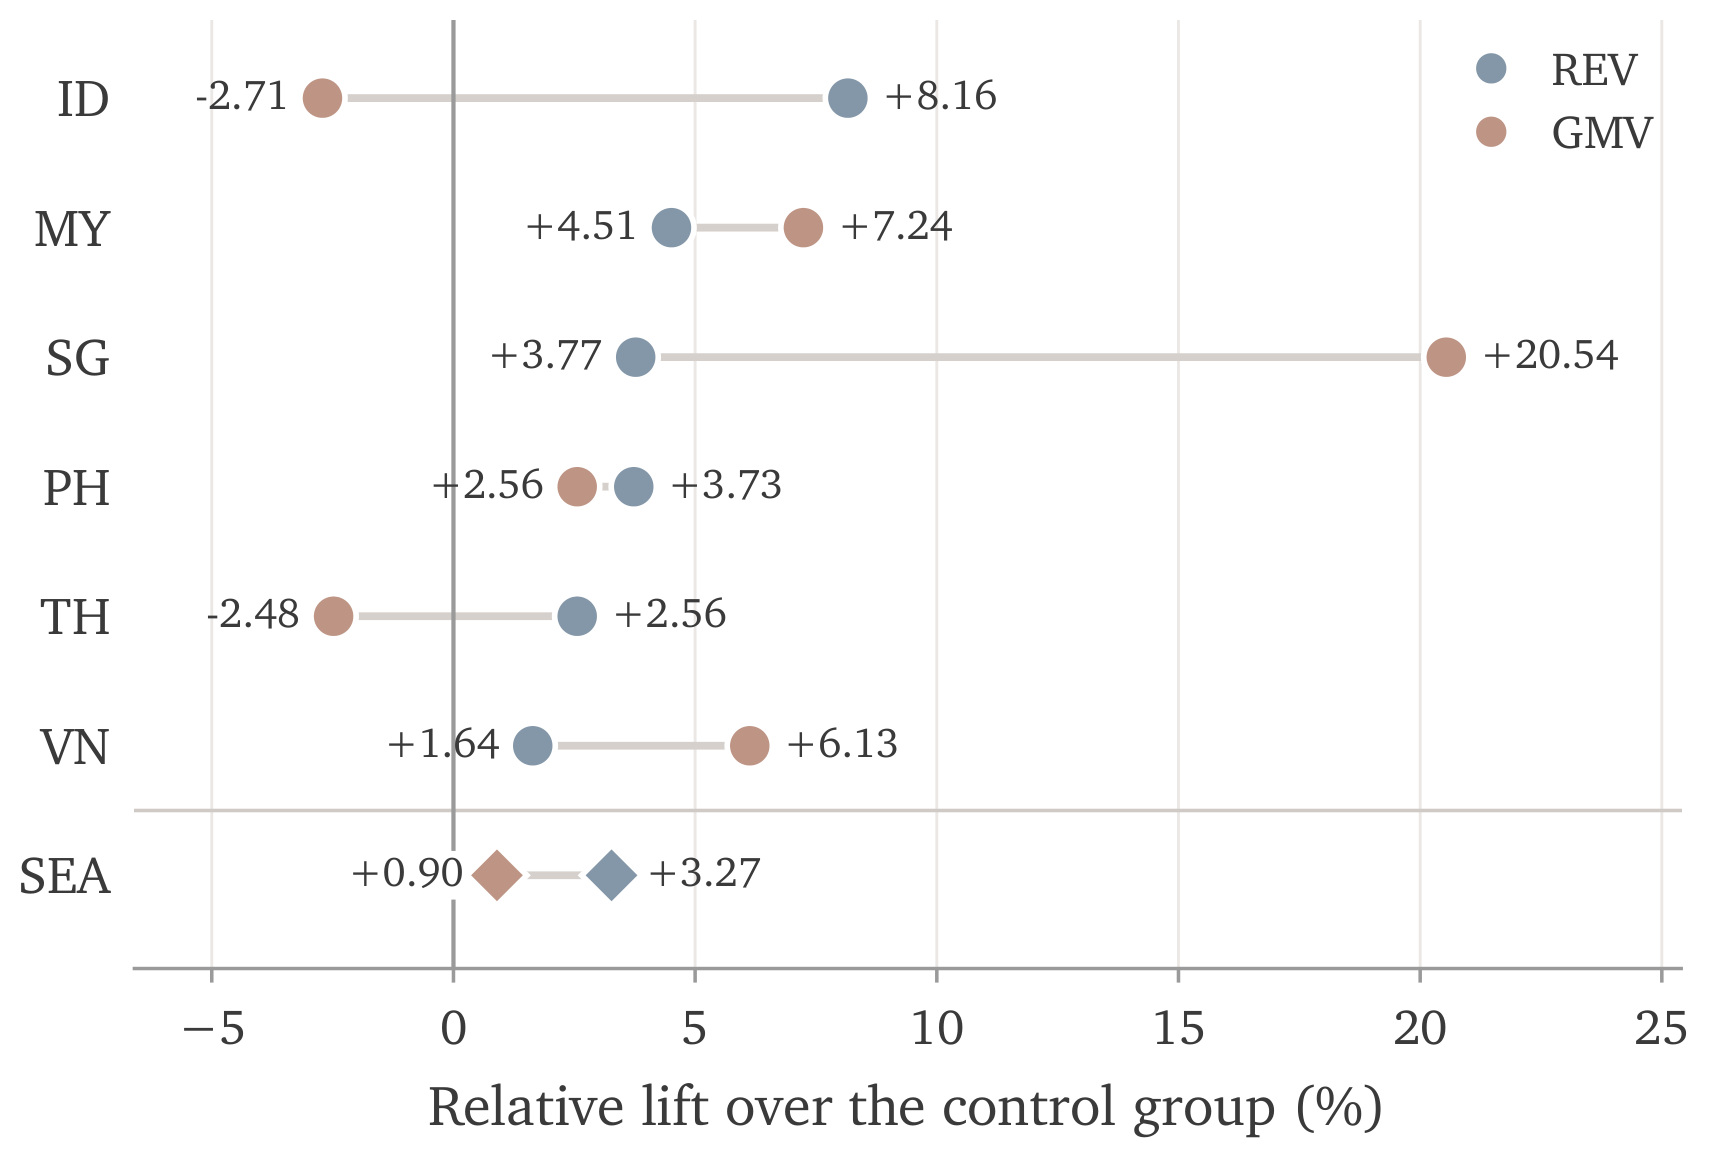 REV
GMV
ID -2.71 +8.16
MY +4.51 +7.24
SG +3.77 +20.54
PH +2.56 +3.73
TH -2.48 +2.56
VN +1.64 +6.13
SEA +0.90 +3.27
−5 0 5 10 15 20 25
Relative lift over the control group (%)